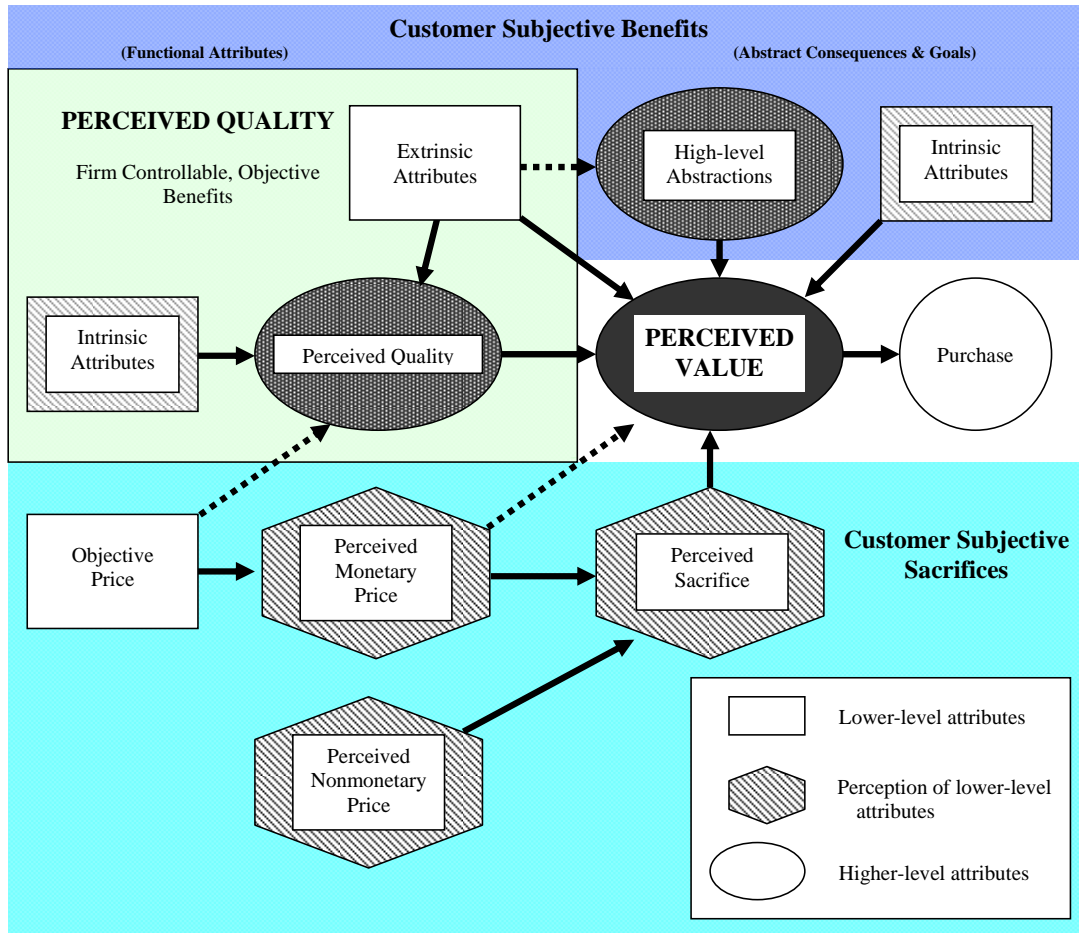 Customer Subjective Benefits
(Functional Attributes)
(Abstract Consequences & Goals)
PERCEIVED QUALITY
Firm Controllable, Objective
Benefits
Extrinsic
Attributes
High-level
Abstractions
Intrinsic
Attributes
Intrinsic
Attributes
Perceived Quality
PERCEIVED
VALUE
Purchase
Objective
Price
Perceived
Monetary
Price
Perceived
Sacrifice
Customer Subjective
Sacrifices
Perceived
Nonmonetary
Price
Lower-level attributes
Perception of lower-level
attributes
Higher-level attributes